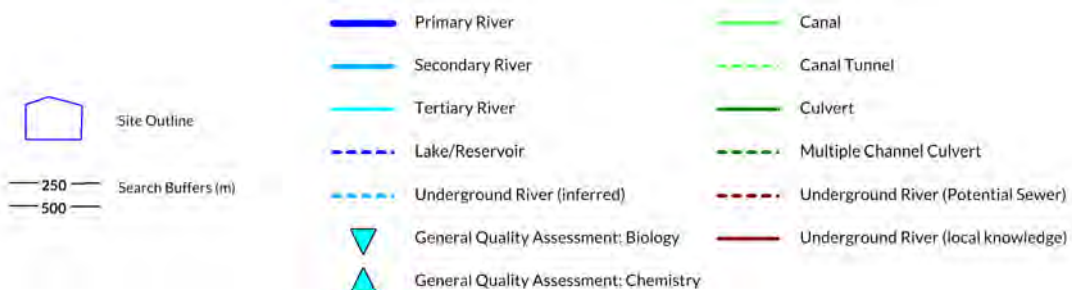 Site Outline
250
Search Buffers (m)
500
Primary River
Secondary River
Tertiary River
Lake/Reservoir
Underground River (inferred)
General Quality Assessment: Biology
General Quality Assessment: Chemistry
Canal
Canal Tunnel
Culvert
Multiple Channel Culvert
Underground River (Potential Sewer)
Underground River (local knowledge)